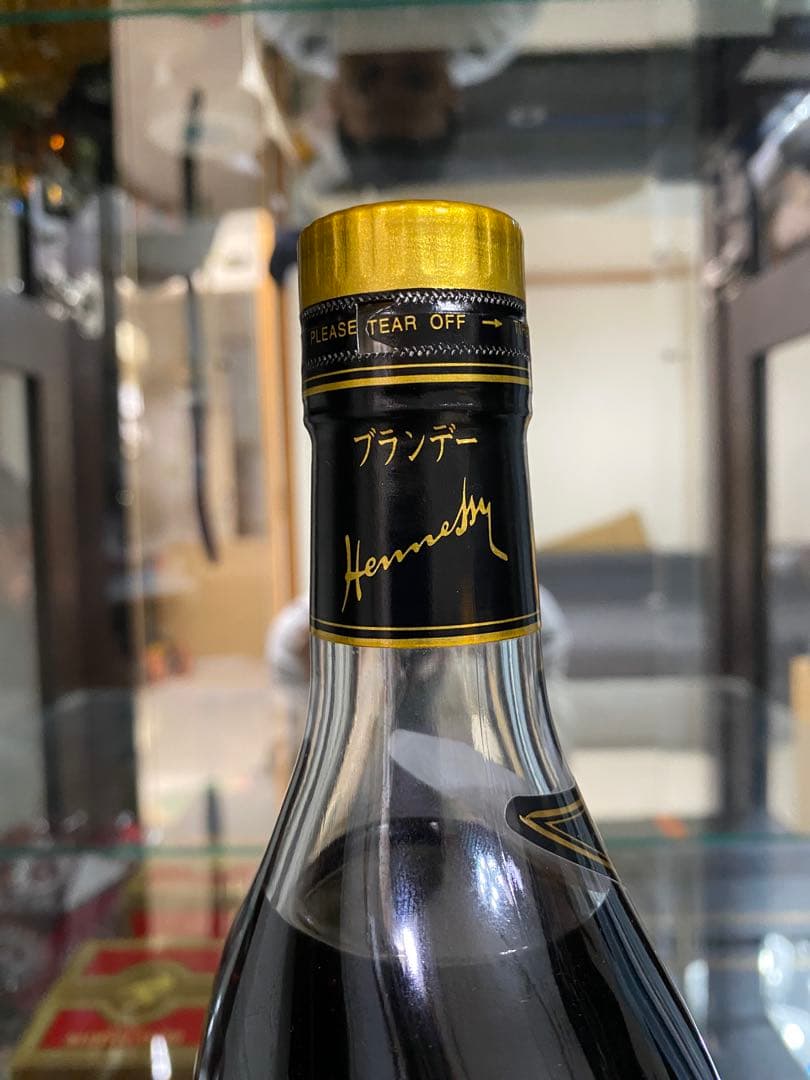 PLEASE TEAR OFF →
ブランデー
Hennessy